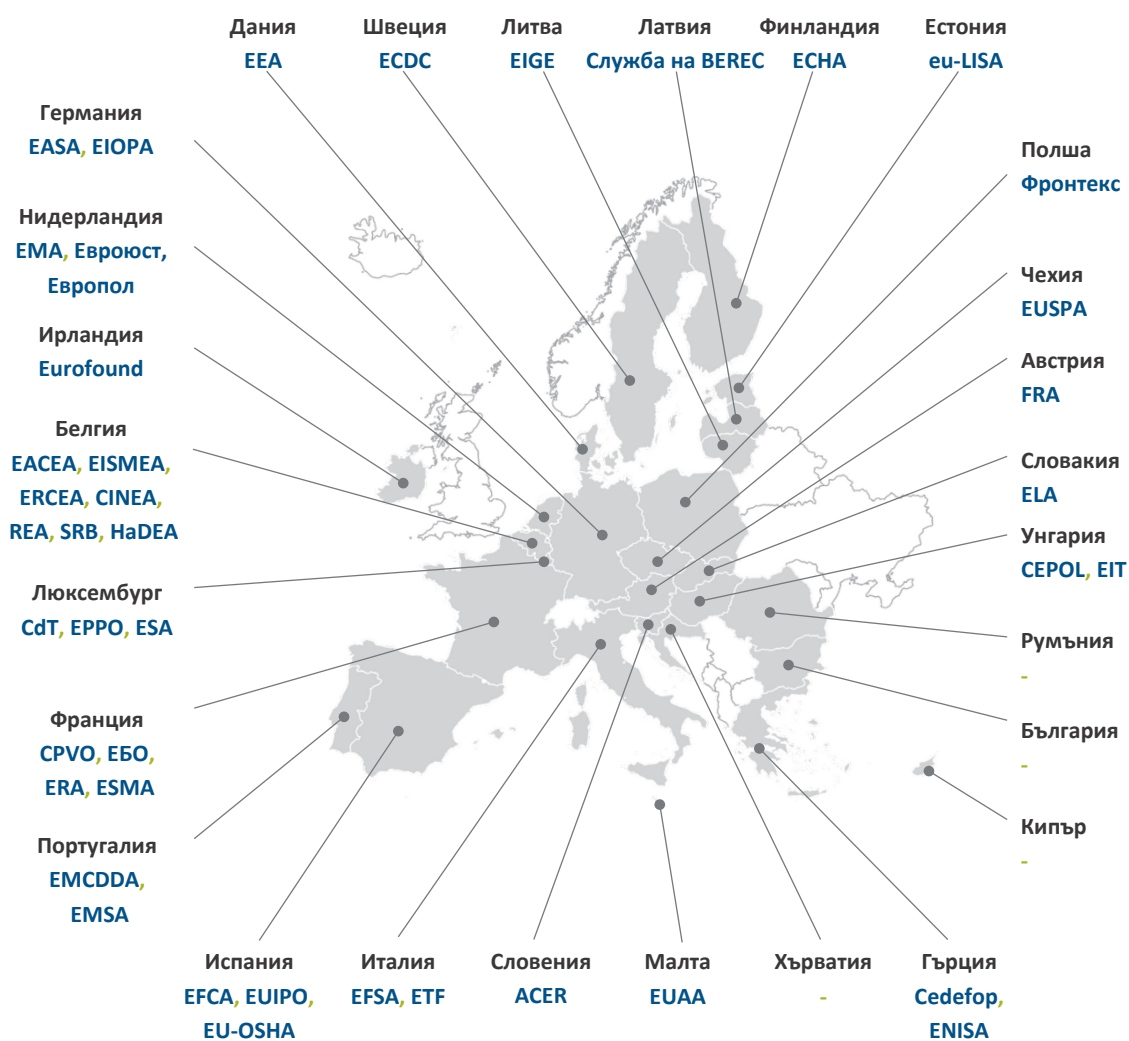 Дания
EEA
Швеция
ECDC
Литва
EIGE
Латвия
Служба на BEREC
Финландия
ECHA
Естония
eu-LISA
Германия
EASA, EIOPA
Нидерландия
EMA, Евроюст,
Европол
Ирландия
Eurofound
Белгия
EACEA, EISMEA,
ERCEA, CINEA,
REA, SRB, HaDEA
Люксембург
CdT, EPPO, ESA
Франция
CPVO, ЕБО,
ERA, ESMA
Португалия
EMCDDA,
EMSA
Полша
Фронтекс
Чехия
EUSPA
Австрия
FRA
Словакия
ELA
Унгария
CEPOL, EIT
Румъния
-
България
-
Кипър
-
Испания
EFCA, EUIPO,
EU-OSHA
Италия
EFSA, ETF
Словения
ACER
Малта
EUAA
Хърватия
-
Гърция
Cedefop,
ENISA